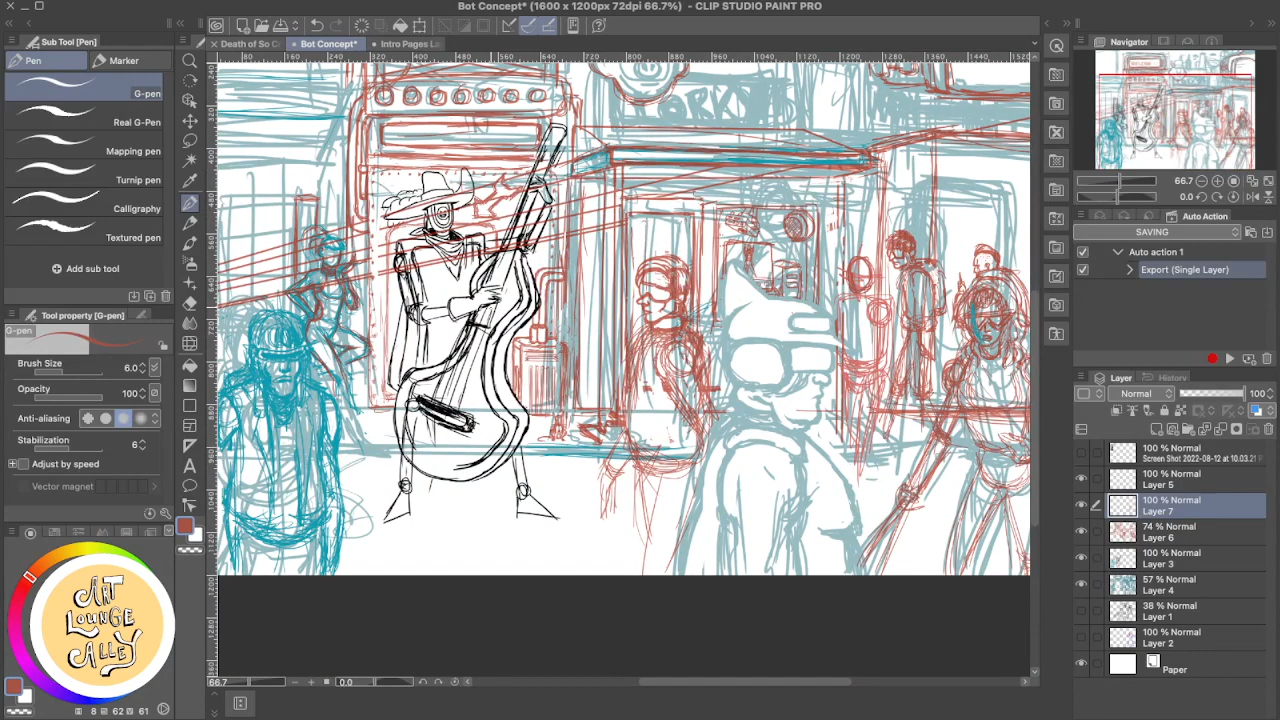 Bot Concept* (1600 x 1200px 72dpi 66.7%) - CLIP STUDIO PAINT PRO
Sub Tool [Pen]
Pen
Marker
G-pen
Real G-Pen
Mapping pen
Turnip pen
Calligraphy
Textured pen
Add sub tool
Tool property [G-pen]
G-pen
Brush Size 6.0
Opacity 100
Anti-aliasing
Stabilization 6
Adjust by speed
Vector magnet
ART
LOUNGE
ALLEY
8 62 61
Death of So C
Bot Concept*
Intro Pages L
66.7
0.0
Navigator
66.7
0.0
Auto Action
SAVING
Auto action 1
Export (Single Layer)
Layer
History
Normal
100
100 % Normal
Screen Shot 2022-08-12 at 10.03.21
100 % Normal
Layer 5
100 % Normal
Layer 7
74 % Normal
Layer 6
100 % Normal
Layer 3
57 % Normal
Layer 4
38 % Normal
Layer 1
100 % Normal
Layer 2
Paper